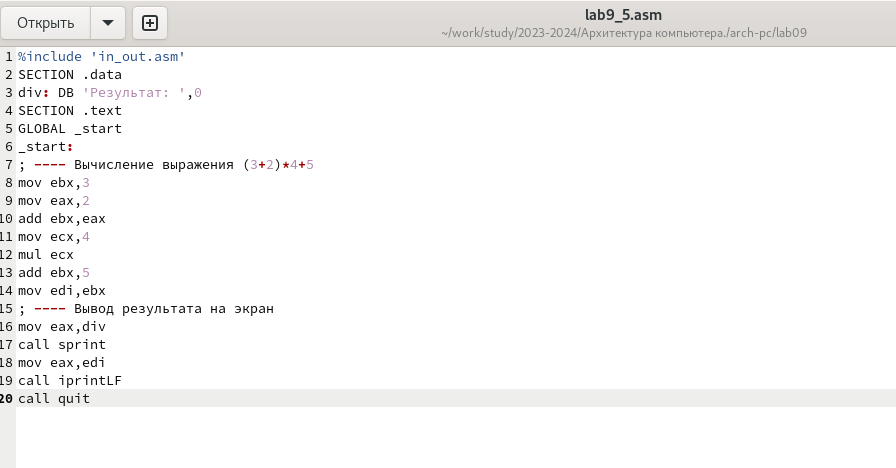 Открыть
lab9_5.asm
~/work/study/2023-2024/Архитектура компьютера./arch-pc/lab09
1 %include 'in_out.asm'
2 SECTION .data
3 div: DB 'Результат: ',0
4 SECTION .text
5 GLOBAL _start
6 _start:
7 ; ---- Вычисление выражения (3+2)*4+5
8 mov ebx,3
9 mov eax,2
10 add ebx,eax
11 mov ecx,4
12 mul ecx
13 add ebx,5
14 mov edi,ebx
15 ; ---- Вывод результата на экран
16 mov eax,div
17 call sprint
18 mov eax,edi
19 call iprintLF
20 call quit